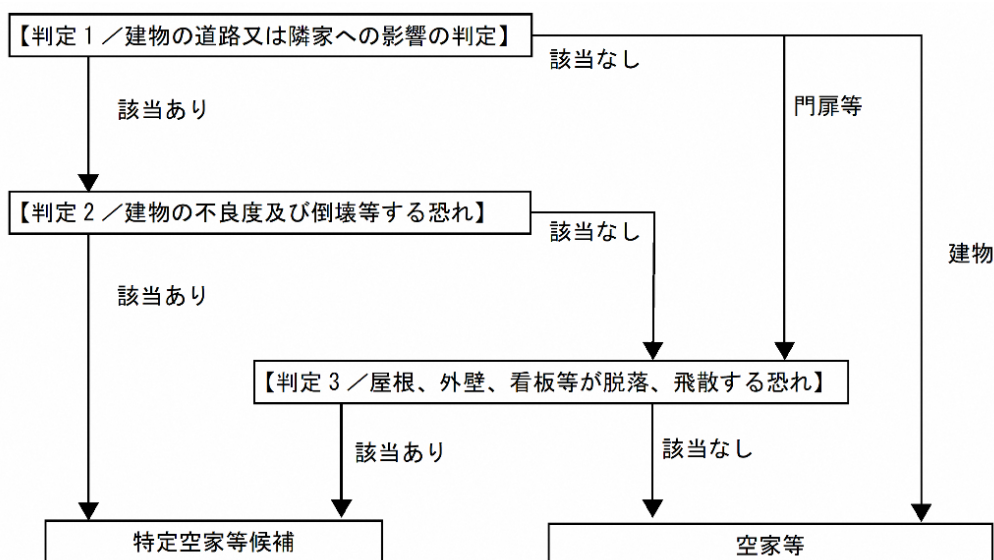 【判定1／建物の道路又は隣家への影響の判定】
該当なし
該当あり
門扉等
【判定2／建物の不良度及び倒壊等する恐れ】
該当なし
建物
該当あり
【判定3／屋根、外壁、看板等が脱落、飛散する恐れ】
該当あり
該当なし
特定空家等候補
空家等